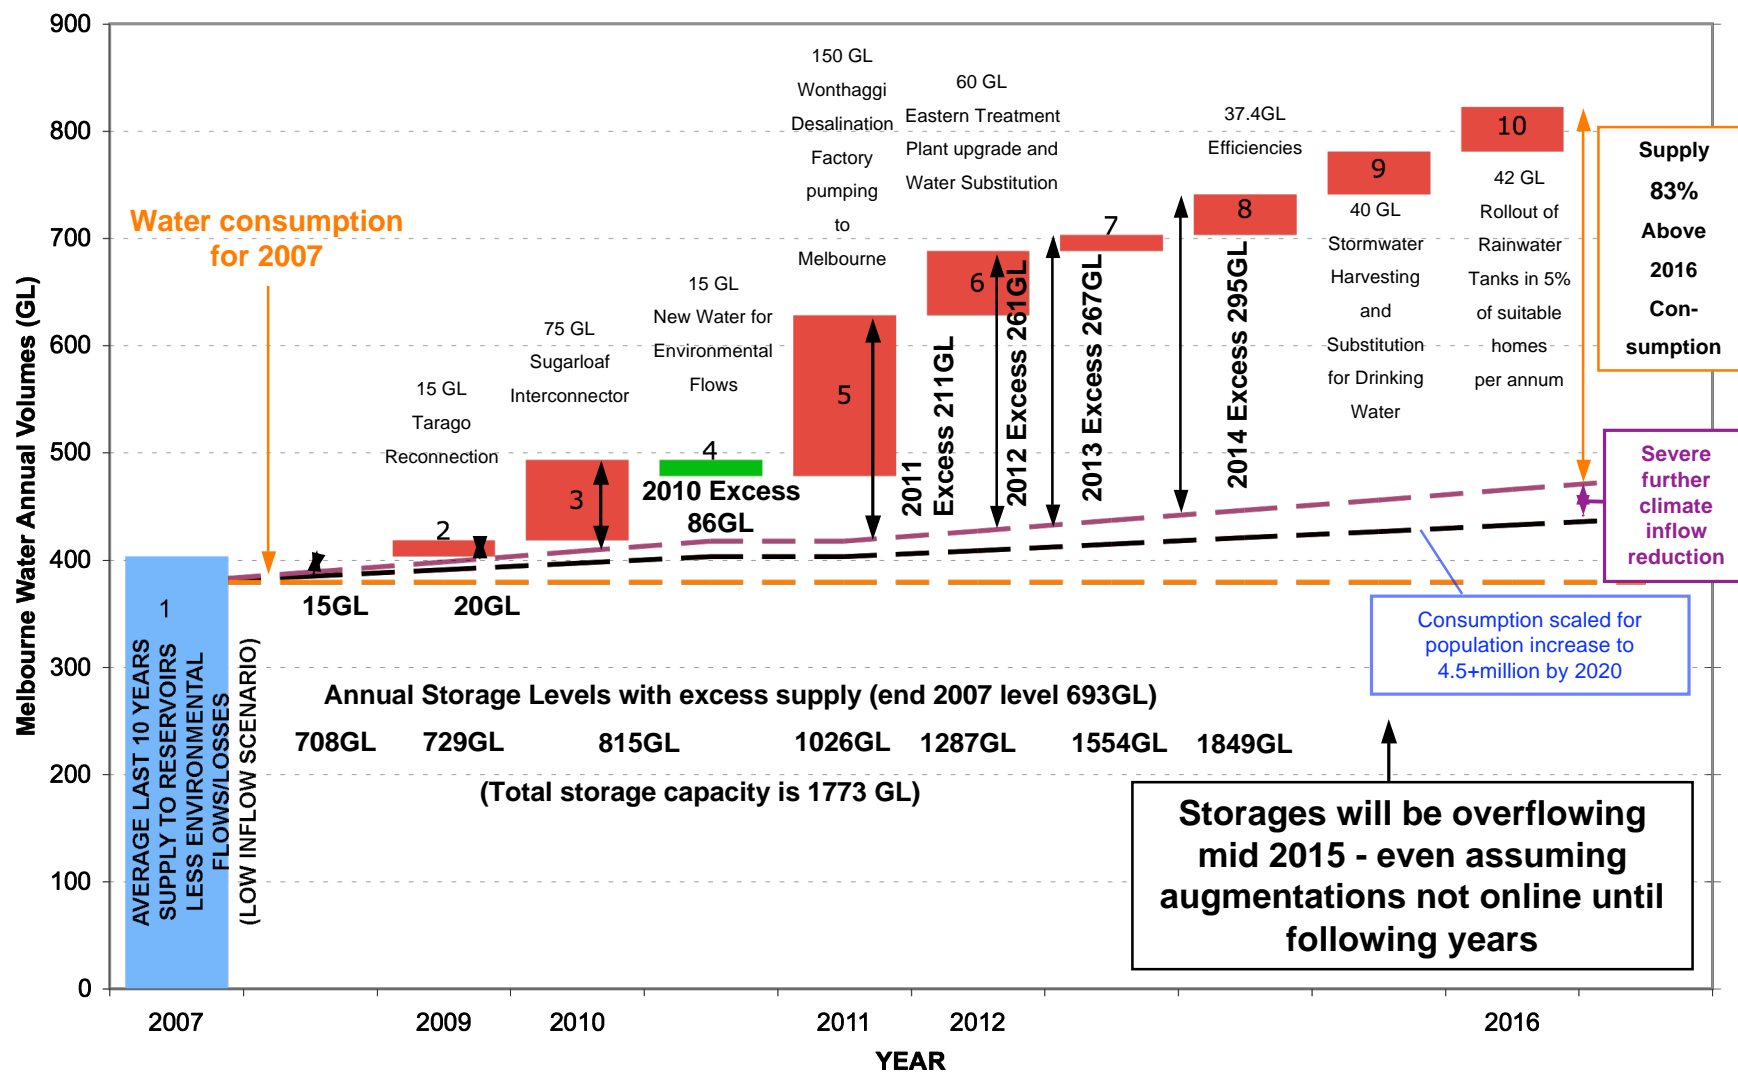 900
800
700
600
500
400
300
200
100
0
Melbourne Water Annual Volumes (GL)
Water consumption
for 2007
1
AVERAGE LAST 10 YEARS
SUPPLY TO RESERVOIRS
LESS ENVIRONMENTAL
FLOWS/LOSSES
(LOW INFLOW SCENARIO)
15GL
15 GL
Tarago
Reconnection
2
20GL
75 GL
Sugarloaf
Interconnector
3
15 GL
New Water for
Environmental
Flows
4
2010 Excess
86GL
150 GL
Wonthaggi
Desalination
Factory
pumping
to
Melbourne
5
2011
Excess 211GL
60 GL
Eastern Treatment
Plant upgrade and
Water Substitution
6
2012 Excess 261GL
7
2013 Excess 267GL
37.4GL
Efficiencies
8
2014 Excess 295GL
9
40 GL
Stormwater
Harvesting
and
Substitution
for Drinking
Water
10
42 GL
Rollout of
Rainwater
Tanks in 5%
of suitable
homes
per annum
Supply
83%
Above
2016
Con-
sumption
Severe
further
climate
inflow
reduction
Consumption scaled for
population increase to
4.5+million by 2020
Annual Storage Levels with excess supply (end 2007 level 693GL)
708GL 729GL 815GL 1026GL 1287GL 1554GL 1849GL
(Total storage capacity is 1773 GL)
Storages will be overflowing
mid 2015 - even assuming
augmentations not online until
following years
2007 2009 2010 2011 2012 2016
YEAR